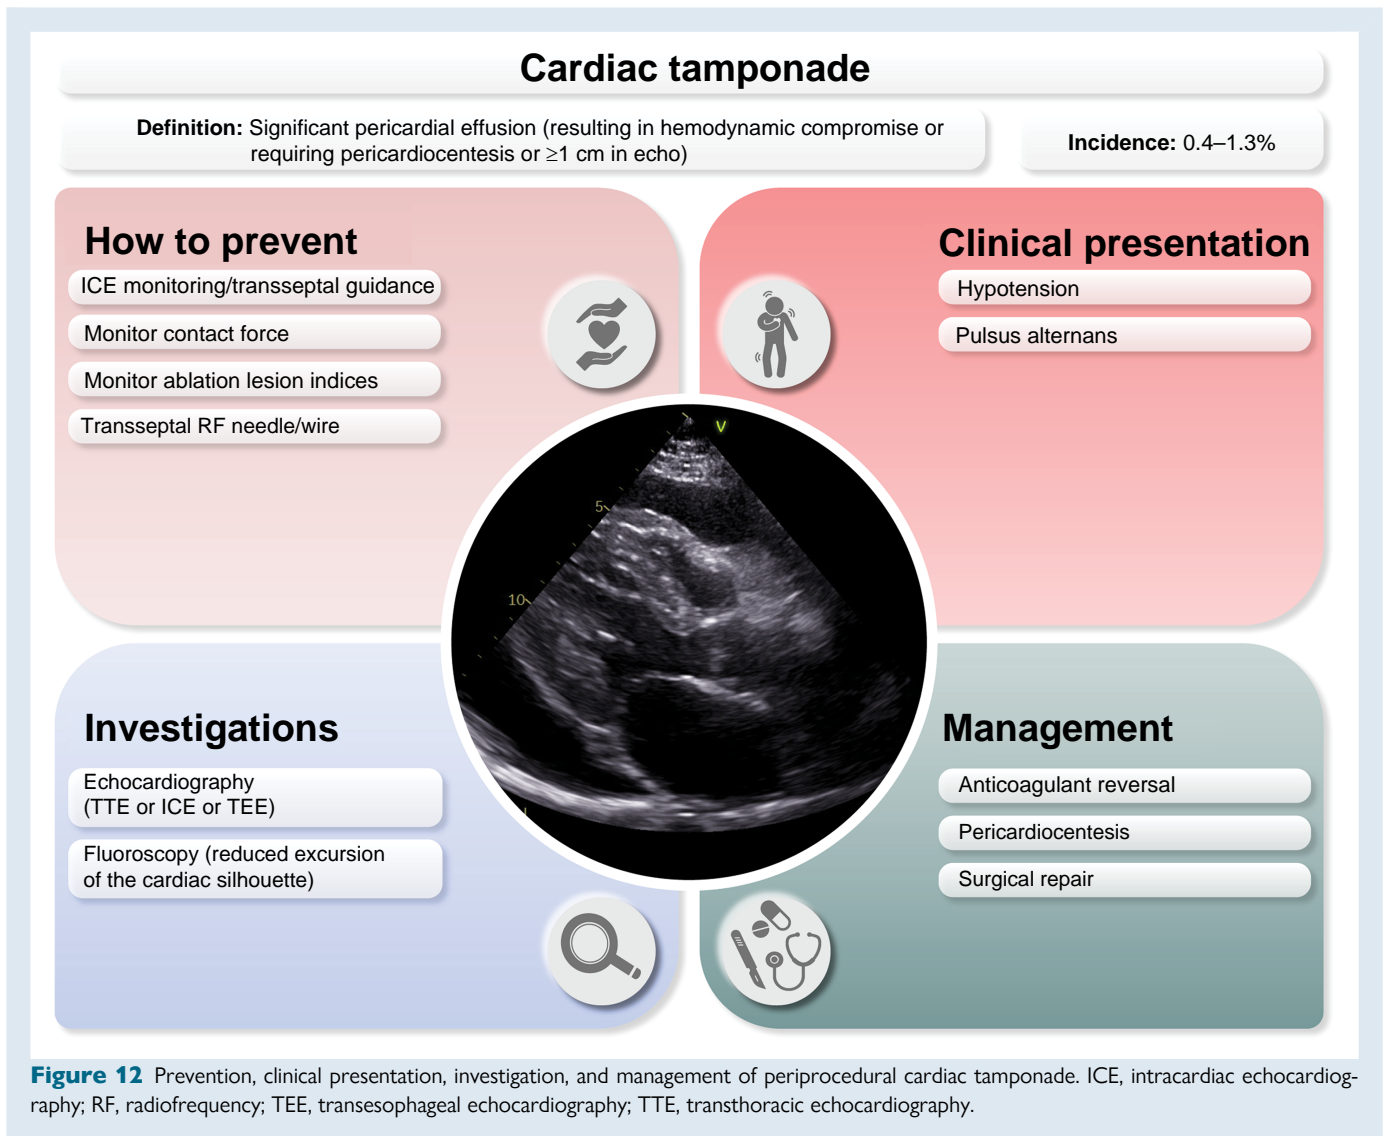 Cardiac tamponade
Definition: Significant pericardial effusion (resulting in hemodynamic compromise or
requiring pericardiocentesis or ≥1 cm in echo)
Incidence: 0.4–1.3%
How to prevent
ICE monitoring/transseptal guidance
Monitor contact force
Monitor ablation lesion indices
Transseptal RF needle/wire
Clinical presentation
Hypotension
Pulsus alternans
V
5
10
Investigations
Echocardiography
(TTE or ICE or TEE)
Fluoroscopy (reduced excursion
of the cardiac silhouette)
Management
Anticoagulant reversal
Pericardiocentesis
Surgical repair
Figure 12 Prevention, clinical presentation, investigation, and management of periprocedural cardiac tamponade. ICE, intracardiac echocardiog-
raphy; RF, radiofrequency; TEE, transesophageal echocardiography; TTE, transthoracic echocardiography.